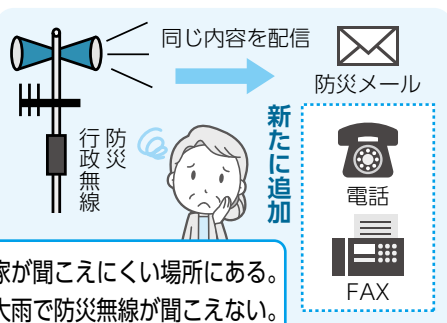 同じ内容を配信
防災メール
防災
行政無線
新たに追加
電話
FAX
家が聞こえにくい場所にある。
大雨で防災無線が聞こえない。